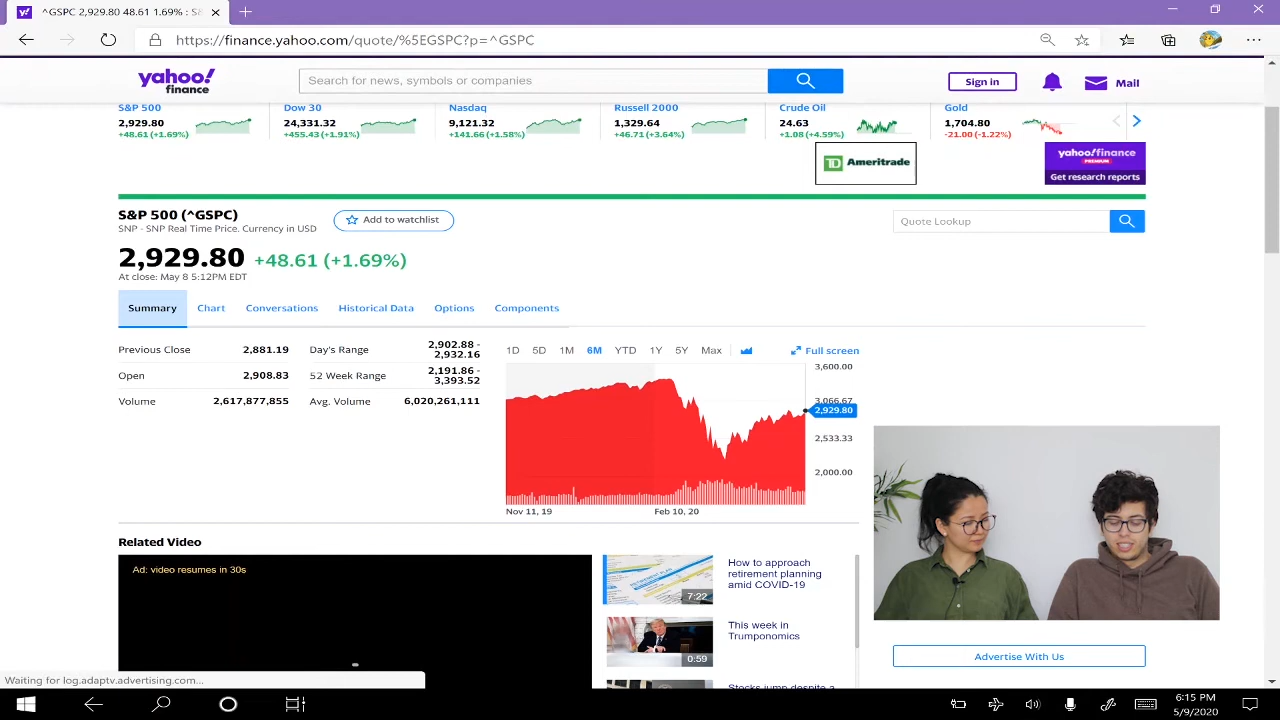 ^GSPC 2,929.80 1.69% : S&
https://finance.yahoo.com/quote/%5EGSPC?p=^GSPC
yahoo! finance
Search for news, symbols or companies
Sign in
Mail
S&P 500
2,929.80
+48.61 (+1.69%)
Dow 30
24,331.32
+455.43 (+1.91%)
Nasdaq
9,121.32
+141.66 (+1.58%)
Russell 2000
1,329.64
+46.71 (+3.64%)
Crude Oil
24.63
+1.08 (+4.59%)
Gold
1,704.80
-21.00 (-1.22%)
TD Ameritrade
yahoo!finance
PREMIUM
Get research reports
S&P 500 (^GSPC)
SNP - SNP Real Time Price. Currency in USD
Add to watchlist
Quote Lookup
2,929.80 +48.61 (+1.69%)
At close: May 8 5:12PM EDT
Summary Chart Conversations Historical Data Options Components
Previous Close 2,881.19
Open 2,908.83
Volume 2,617,877,855
Day's Range 2,902.88 -
2,932.16
52 Week Range 2,191.86 -
3,393.52
Avg. Volume 6,020,261,111
1D 5D 1M 6M YTD 1Y 5Y Max
Full screen
3,600.00
3,066.67
2,929.80
2,533.33
2,000.00
Nov 11, 19 Feb 10, 20
Related Video
Ad: video resumes in 30s
7:22
How to approach
retirement planning
amid COVID-19
0:59
This week in
Trumponomics
Stocks jump despite a
Advertise With Us
Waiting for log.adaptv.advertising.com...
6:15 PM
5/9/2020